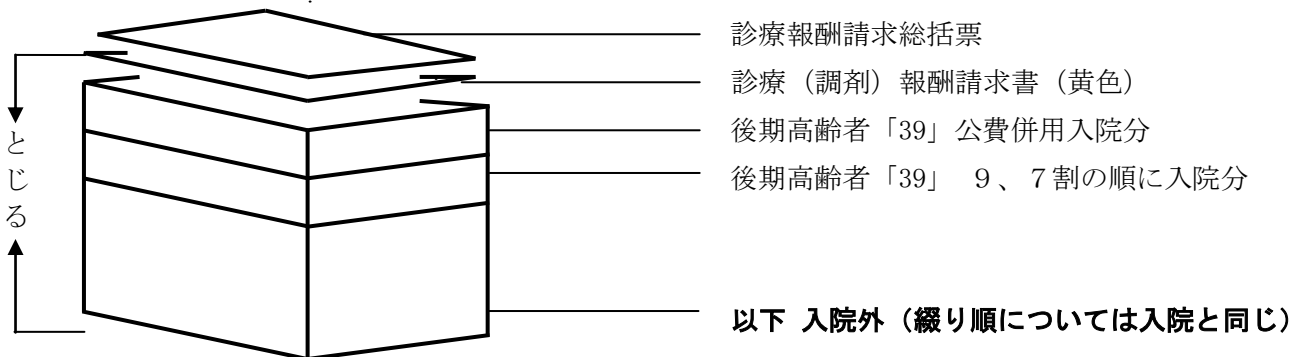 診療報酬請求総括票
診療（調剤）報酬請求書（黄色）
後期高齢者「39」公費併用入院分
後期高齢者「39」 ９、７割の順に入院分
とじる
以下 入院外（綴り順については入院と同じ）